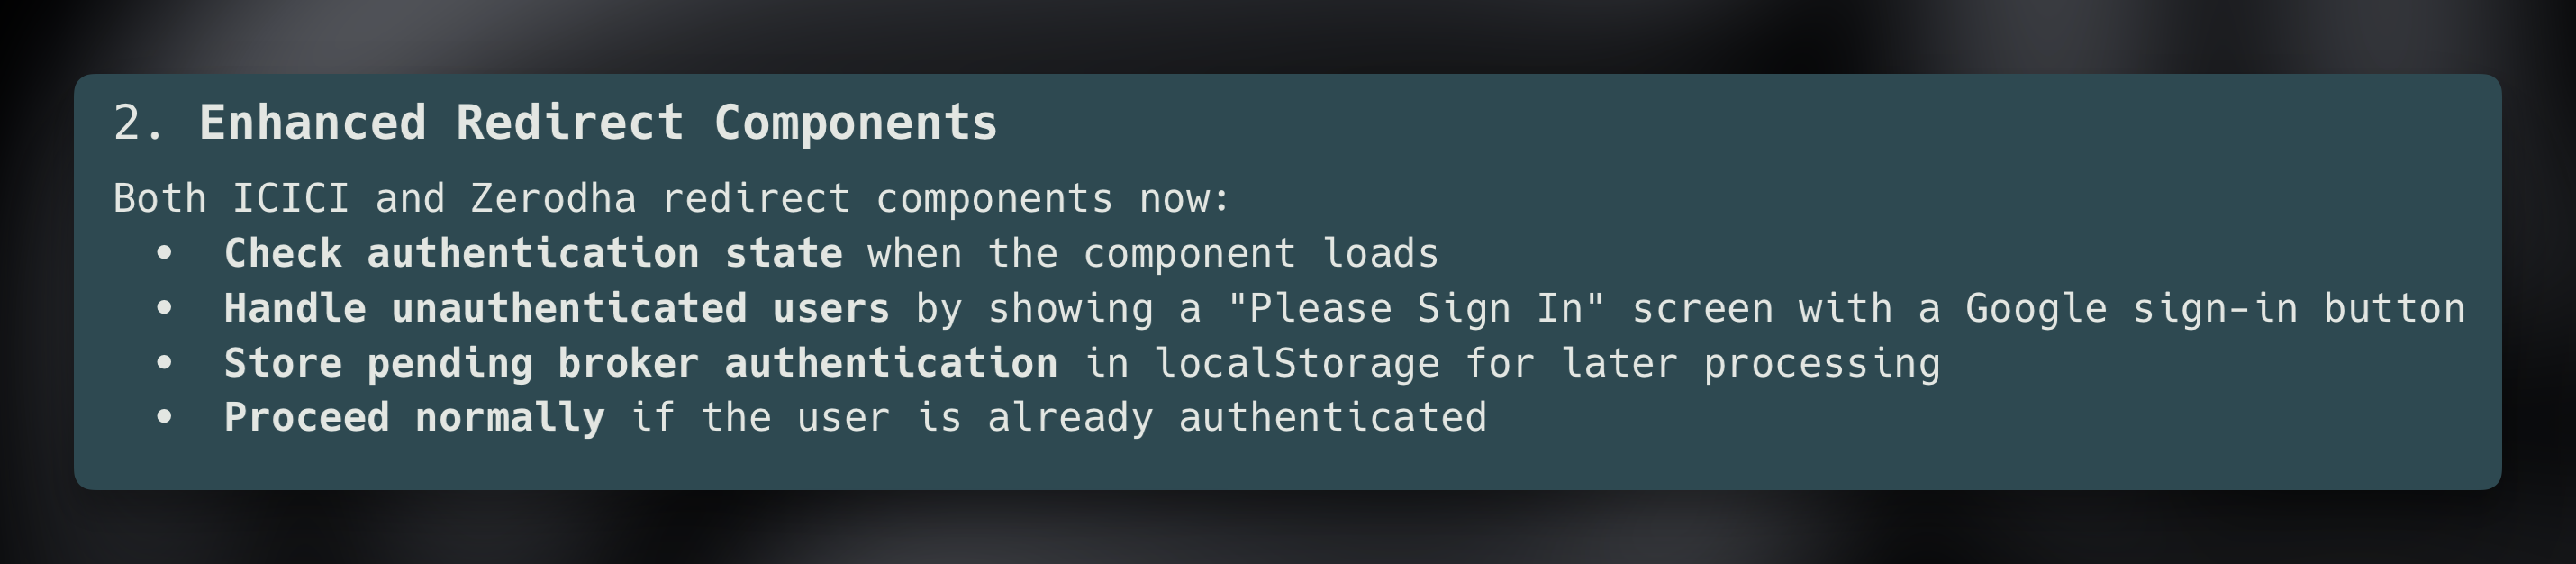 2. Enhanced Redirect Components
Both ICICI and Zerodha redirect components now:
• Check authentication state when the component loads
• Handle unauthenticated users by showing a "Please Sign In" screen with a Google sign-in button
• Store pending broker authentication in localStorage for later processing
• Proceed normally if the user is already authenticated